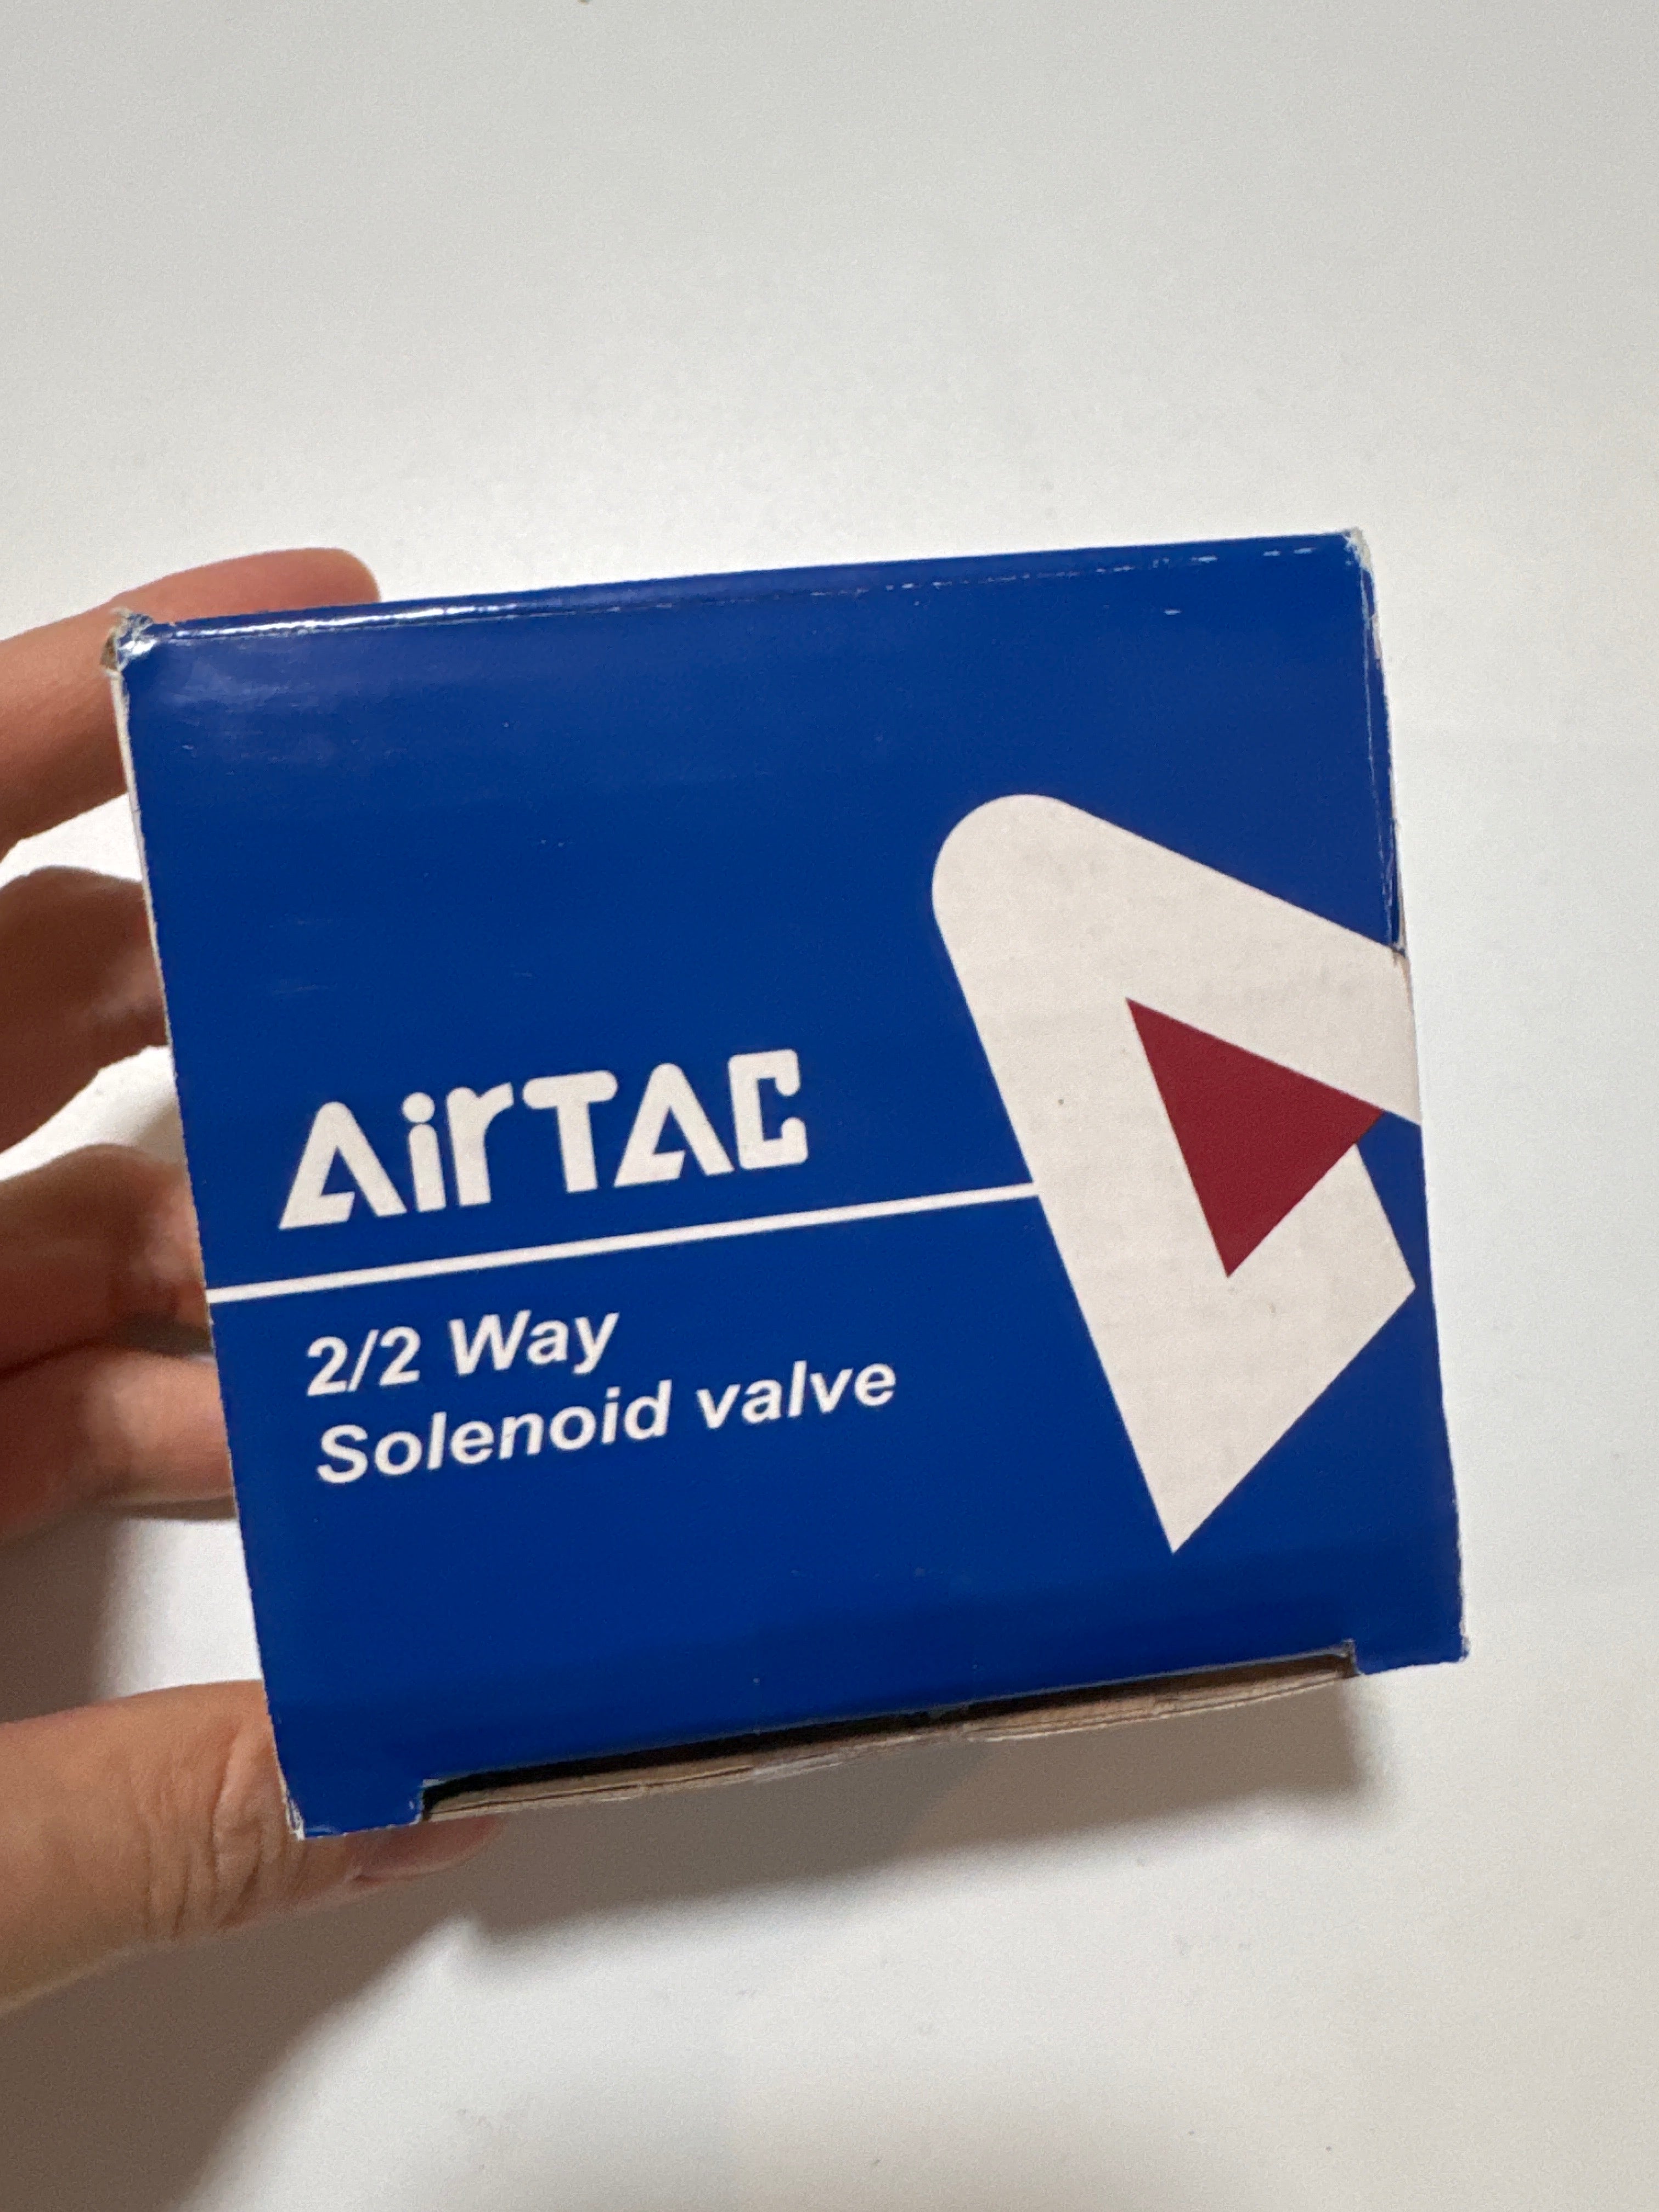 AirTAC
2/2 Way
Solenoid valve